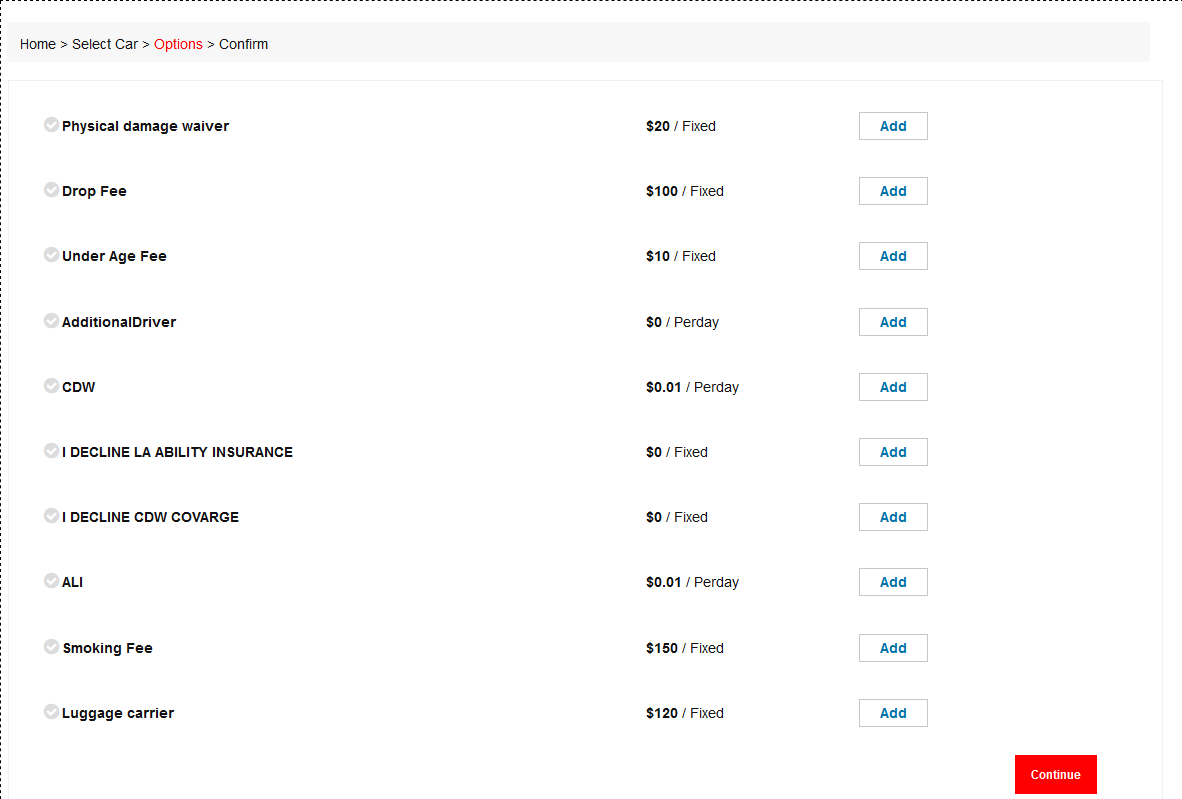 Home > Select Car > Options > Confirm
Physical damage waiver $20 / Fixed Add
Drop Fee $100 / Fixed Add
Under Age Fee $10 / Fixed Add
AdditionalDriver $0 / Perday Add
CDW $0.01 / Perday Add
I DECLINE LA ABILITY INSURANCE $0 / Fixed Add
I DECLINE CDW COVARGE $0 / Fixed Add
ALI $0.01 / Perday Add
Smoking Fee $150 / Fixed Add
Luggage carrier $120 / Fixed Add
Continue